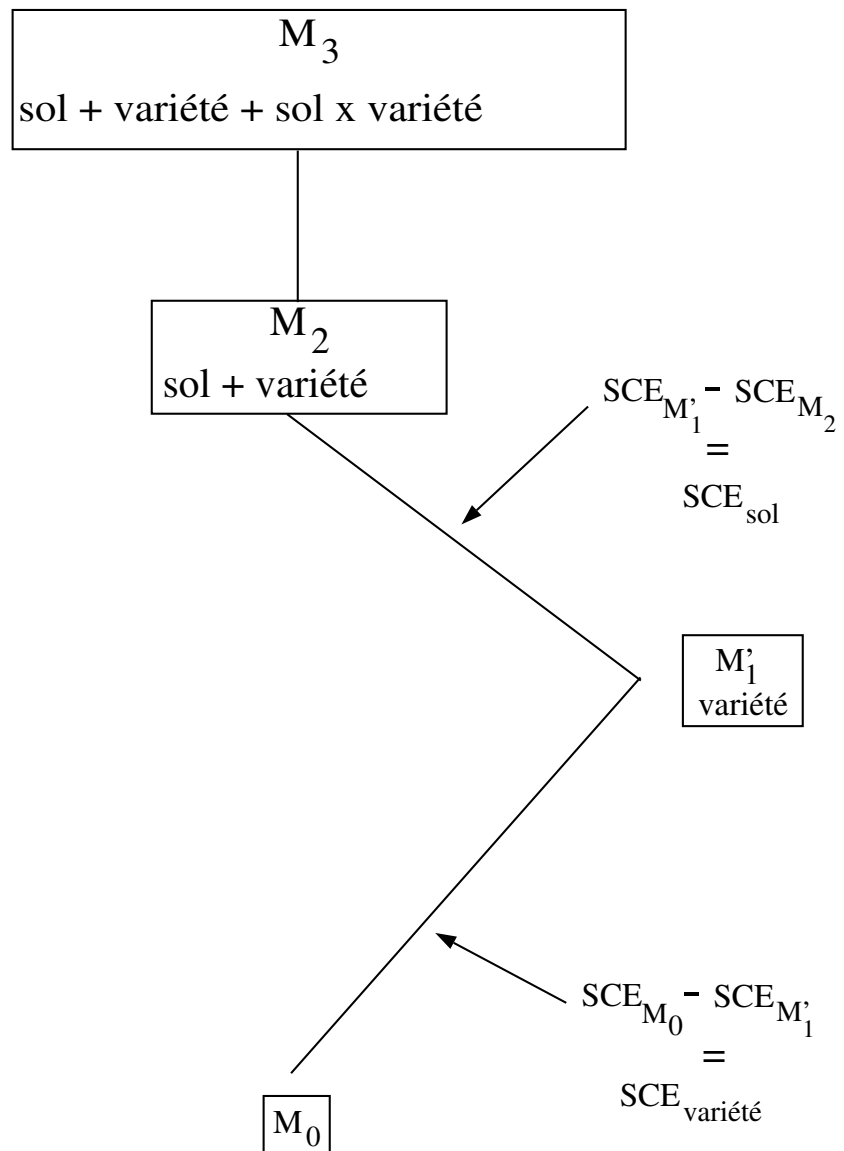 M3
sol + variété + sol x variété
M2
sol + variété
SCEM'1 - SCEM2
=
SCEsol
M'1
variété
SCEM0 - SCEM'1
=
SCEvariété
M0